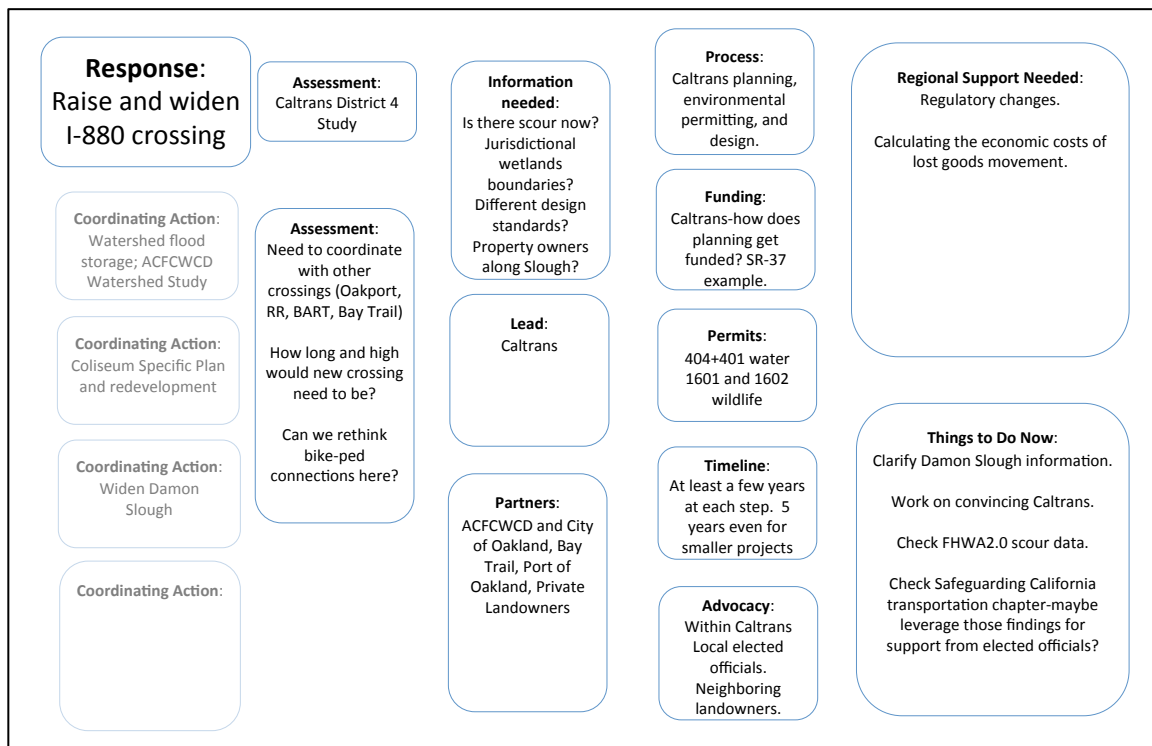 Response:
Raise and widen
I-880 crossing
Coordinating Action:
Watershed flood
storage; ACFCWCD
Watershed Study
Coordinating Action:
Coliseum Specific Plan
and redevelopment
Coordinating Action:
Widen Damon
Slough
Coordinating Action:
Assessment:
Caltrans District 4
Study
Assessment:
Need to coordinate
with other
crossings (Oakport,
RR, BART, Bay Trail)
How long and high
would new crossing
need to be?
Can we rethink
bike-ped
connections here?
Information
needed:
Is there scour now?
Jurisdictional
wetlands
boundaries?
Different design
standards?
Property owners
along Slough?
Lead:
Caltrans
Partners:
ACFCWCD and City
of Oakland, Bay
Trail, Port of
Oakland, Private
Landowners
Process:
Caltrans planning,
environmental
permitting, and
design.
Funding:
Caltrans-how does
planning get
funded? SR-37
example.
Permits:
404+401 water
1601 and 1602
wildlife
Timeline:
At least a few years
at each step. 5
years even for
smaller projects
Advocacy:
Within Caltrans
Local elected
officials.
Neighboring
landowners.
Regional Support Needed:
Regulatory changes.
Calculating the economic costs of
lost goods movement.
Things to Do Now:
Clarify Damon Slough information.
Work on convincing Caltrans.
Check FHWA2.0 scour data.
Check Safeguarding California
transportation chapter-maybe
leverage those findings for
support from elected officials?